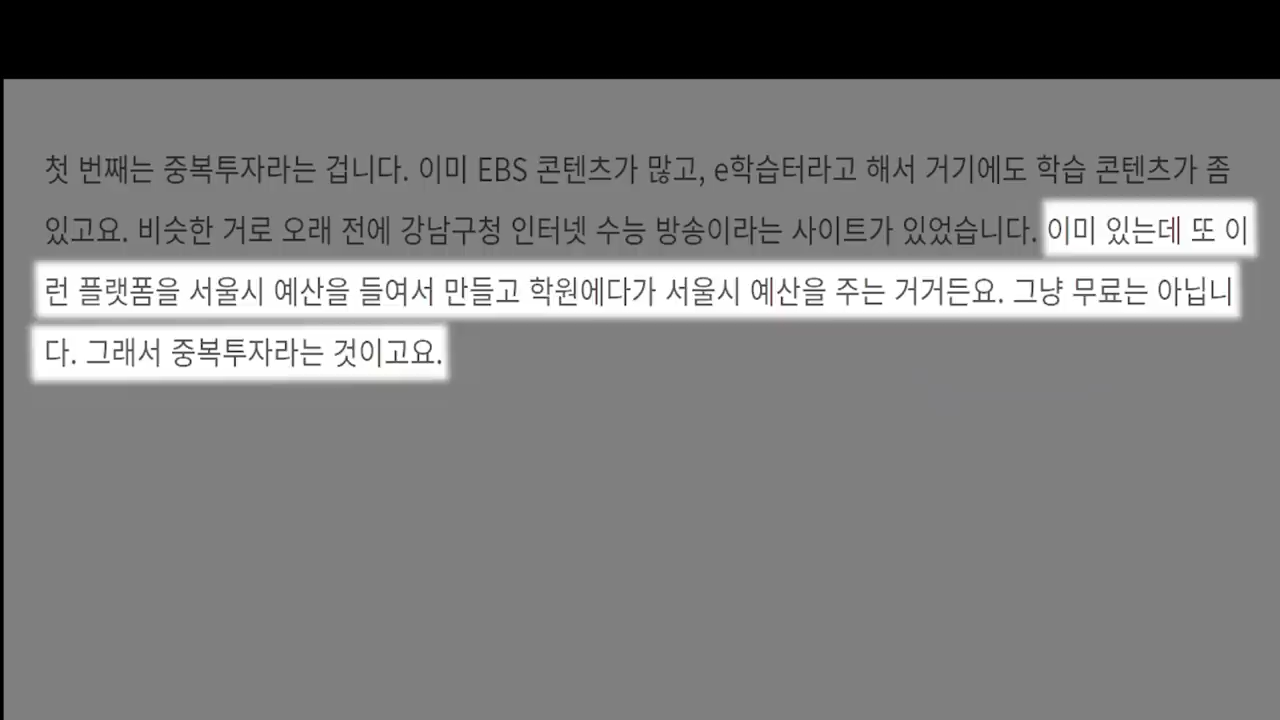 첫 번째는 중복투자라는 겁니다. 이미 EBS 콘텐츠가 많고, e학습터라고 해서 거기에도 학습 콘텐츠가 좀
있고요. 비슷한 거로 오래 전에 강남구청 인터넷 수능 방송이라는 사이트가 있었습니다. 이미 있는데 또 이
런 플랫폼을 서울시 예산을 들여서 만들고 학원에다가 서울시 예산을 주는 거거든요. 그냥 무료는 아닙니
다. 그래서 중복투자라는 것이고요.